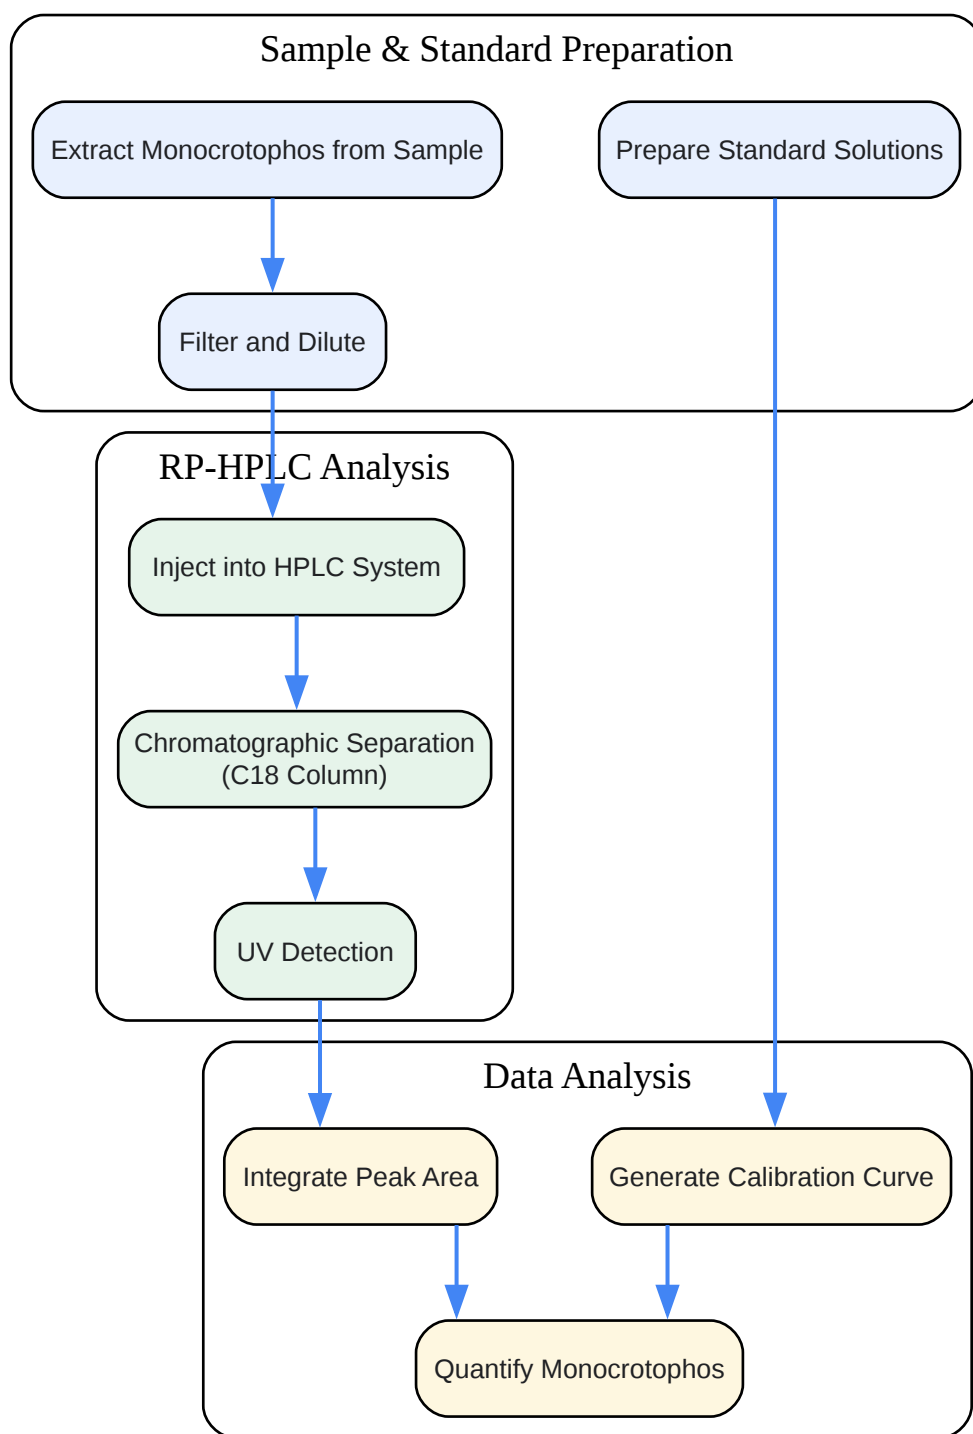 Sample & Standard Preparation
Extract Monocrotophos from Sample
Prepare Standard Solutions
Filter and Dilute
RP-HPLC Analysis
Inject into HPLC System
Chromatographic Separation
(C18 Column)
UV Detection
Data Analysis
Integrate Peak Area
Generate Calibration Curve
Quantify Monocrotophos